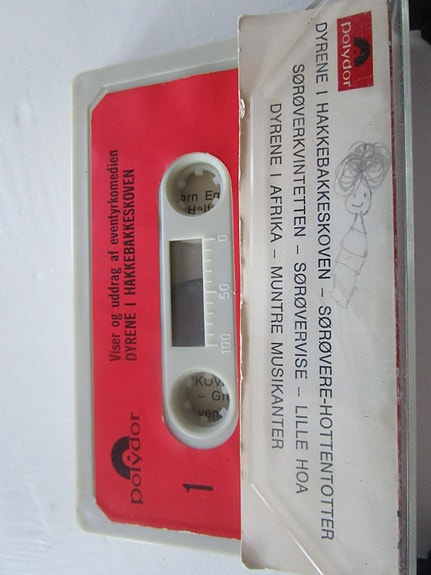 polydor
DYRENE I HAKKEBAKKESKOVEN – SØRØVERE-HOTTENTOTTER
SØRØVERKVINTETTEN – SØRØVERVISE – LILLE HOA
DYRENE I AFRIKA – MUNTRE MUSIKANTER
Viser og uddrag af eventyrkomedien
DYRENE I HAKKEBAKKESKOVEN
polydor
1
0 50 100